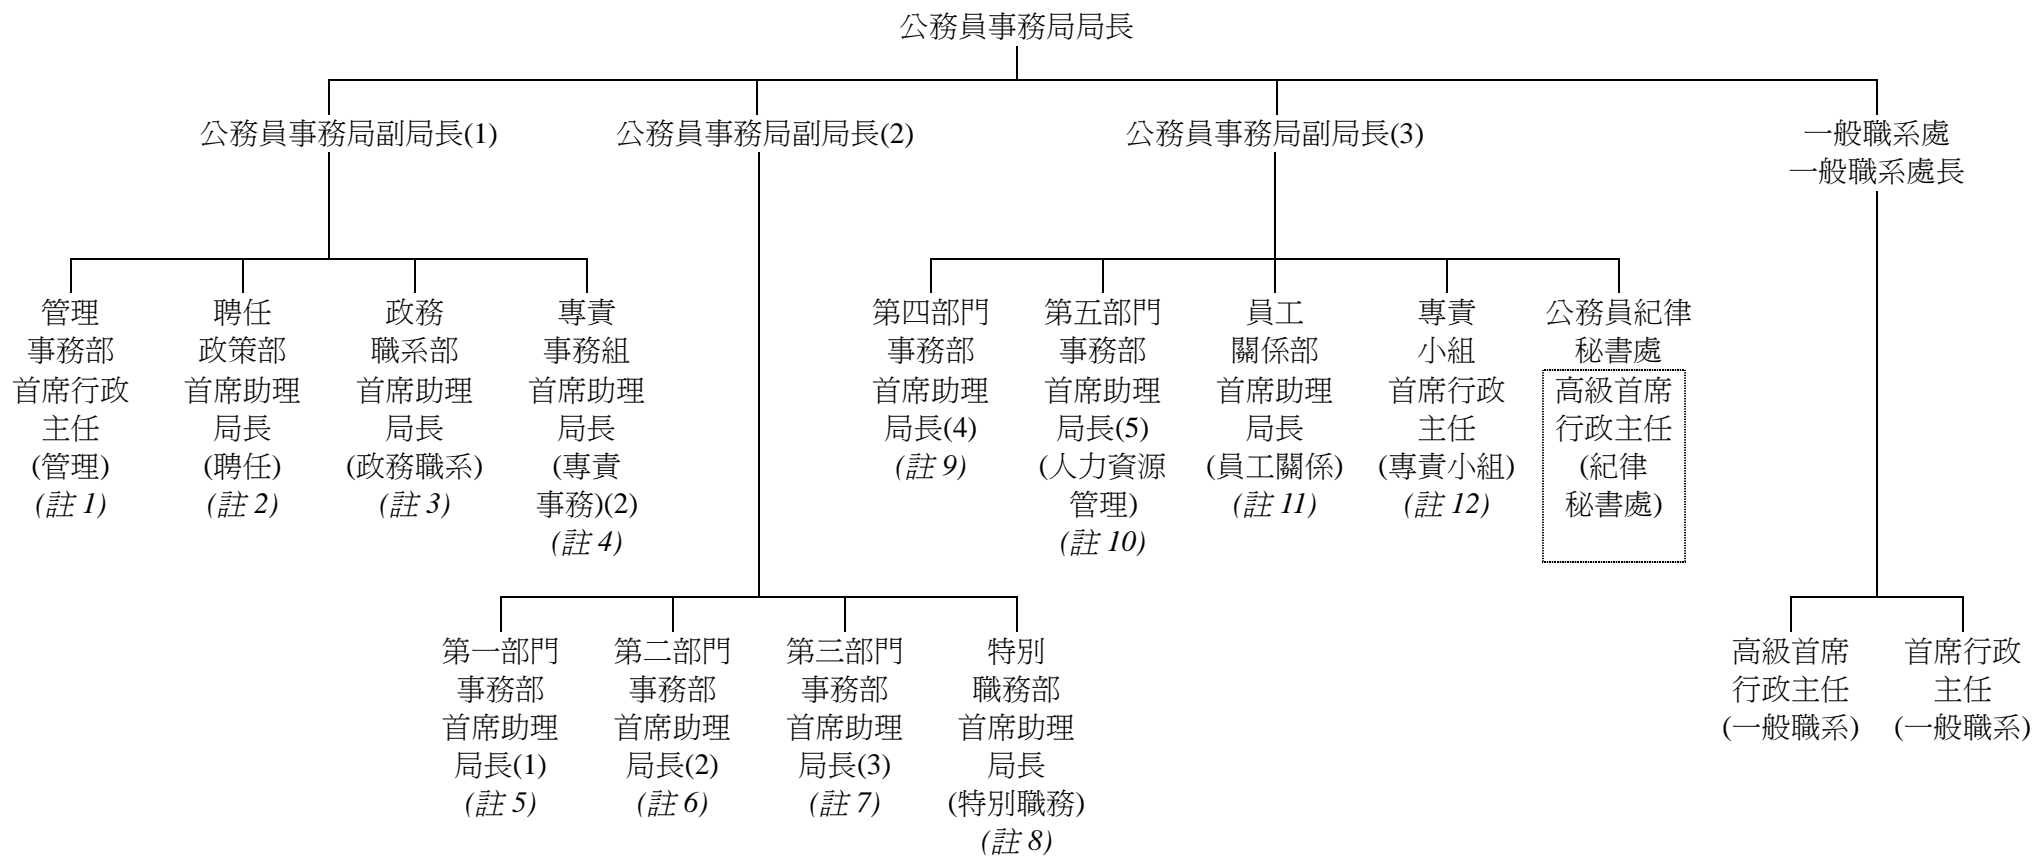 公務員事務局局長
公務員事務局副局長(1)
公務員事務局副局長(2)
公務員事務局副局長(3)
一般職系處
一般職系處長
管理
事務部
首席行政
主任
(管理)
(註 1)
聘任
政策部
首席助理
局長
(聘任)
(註 2)
政務
職系部
首席助理
局長
(政務職系)
(註 3)
專責
事務組
首席助理
局長
(專責
事務)(2)
(註 4)
第四部門
事務部
首席助理
局長(4)
(註 9)
第五部門
事務部
首席助理
局長(5)
(人力資源
管理)
(註 10)
員工
關係部
首席助理
局長
(員工關係)
(註 11)
專責
小組
首席行政
主任
(專責小組)
(註 12)
公務員紀律
秘書處
高級首席
行政主任
(紀律
秘書處)
第一部門
事務部
首席助理
局長(1)
(註 5)
第二部門
事務部
首席助理
局長(2)
(註 6)
第三部門
事務部
首席助理
局長(3)
(註 7)
特別
職務部
首席助理
局長
(特別職務)
(註 8)
高級首席
行政主任
(一般職系)
首席行政
主任
(一般職系)